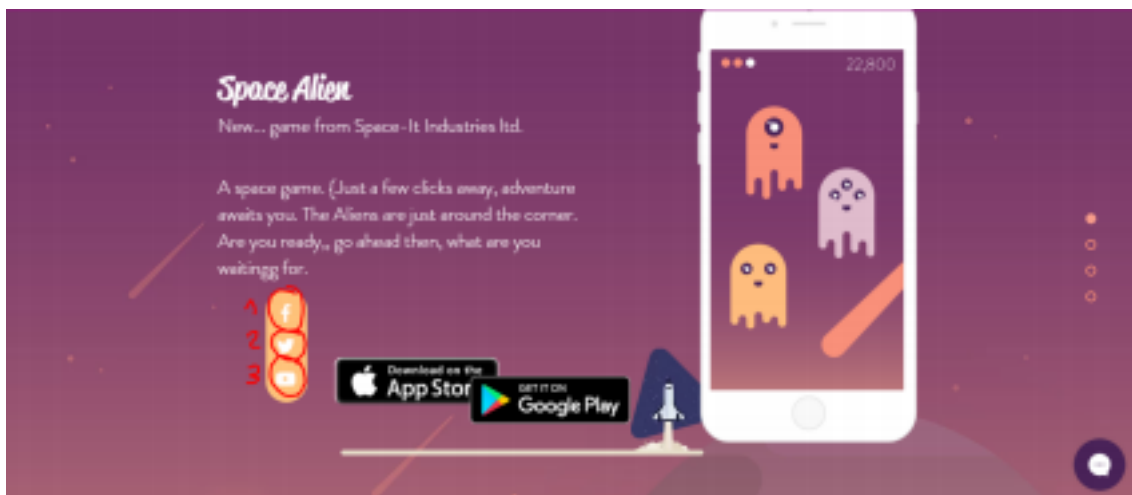 Space Alien
New... game from Space-It Industries ltd.
A space game. (Just a few clicks away, adventure
awaits you. The Aliens are just around the corner.
Are you ready,, go ahead then, what are you
waitingg for.
1
2
3
Download on the
App Stor
GET IT ON
Google Play
22,800